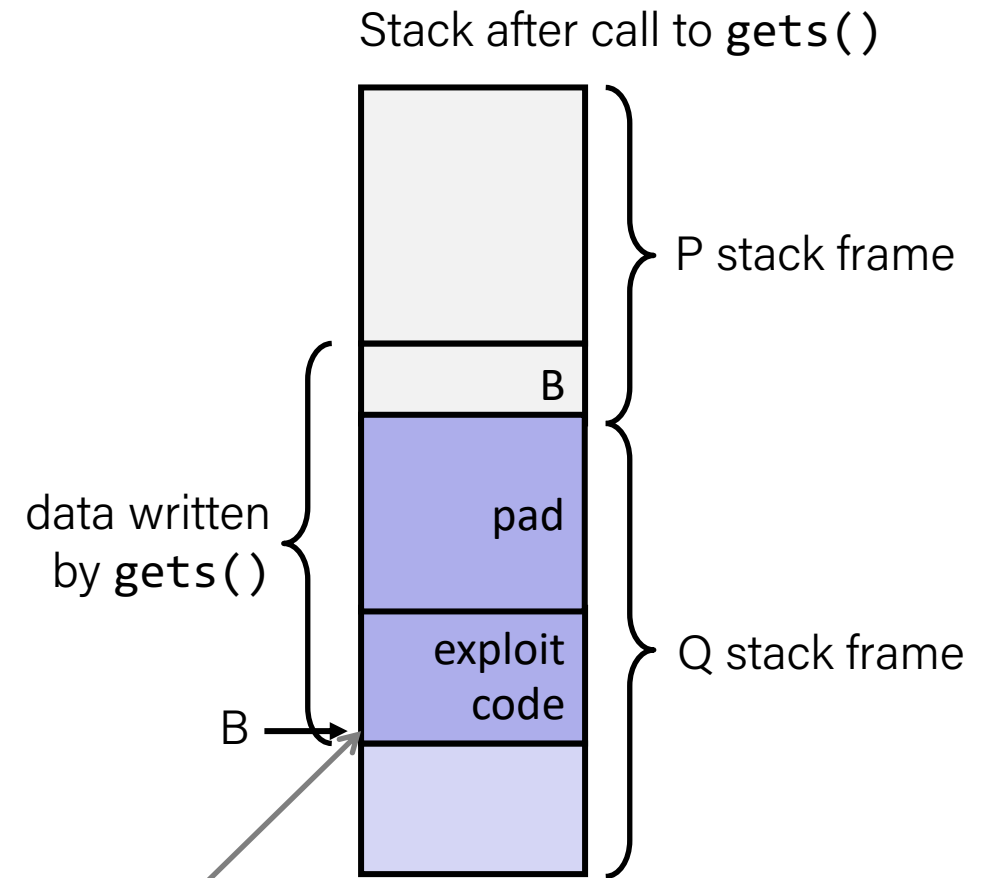 Stack after call to gets()
P stack frame
B
data written
by gets()
pad
exploit
code
Q stack frame
B